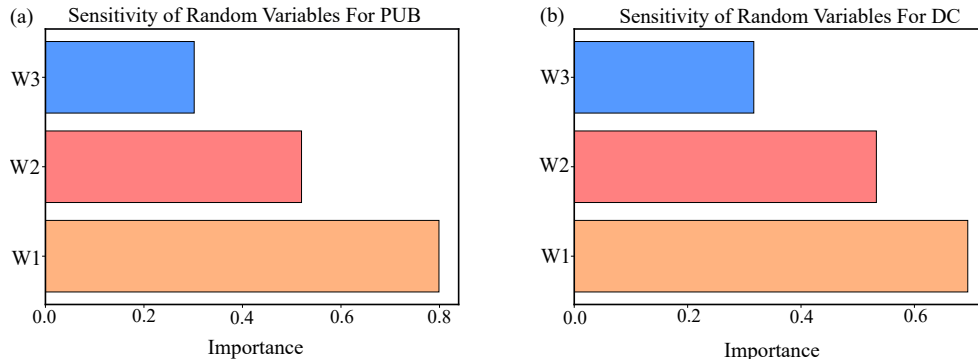 (a) Sensitivity of Random Variables For PUB
W3
W2
W1
0.0 0.2 0.4 0.6 0.8
Importance
(b) Sensitivity of Random Variables For DC
W3
W2
W1
0.0 0.2 0.4 0.6
Importance